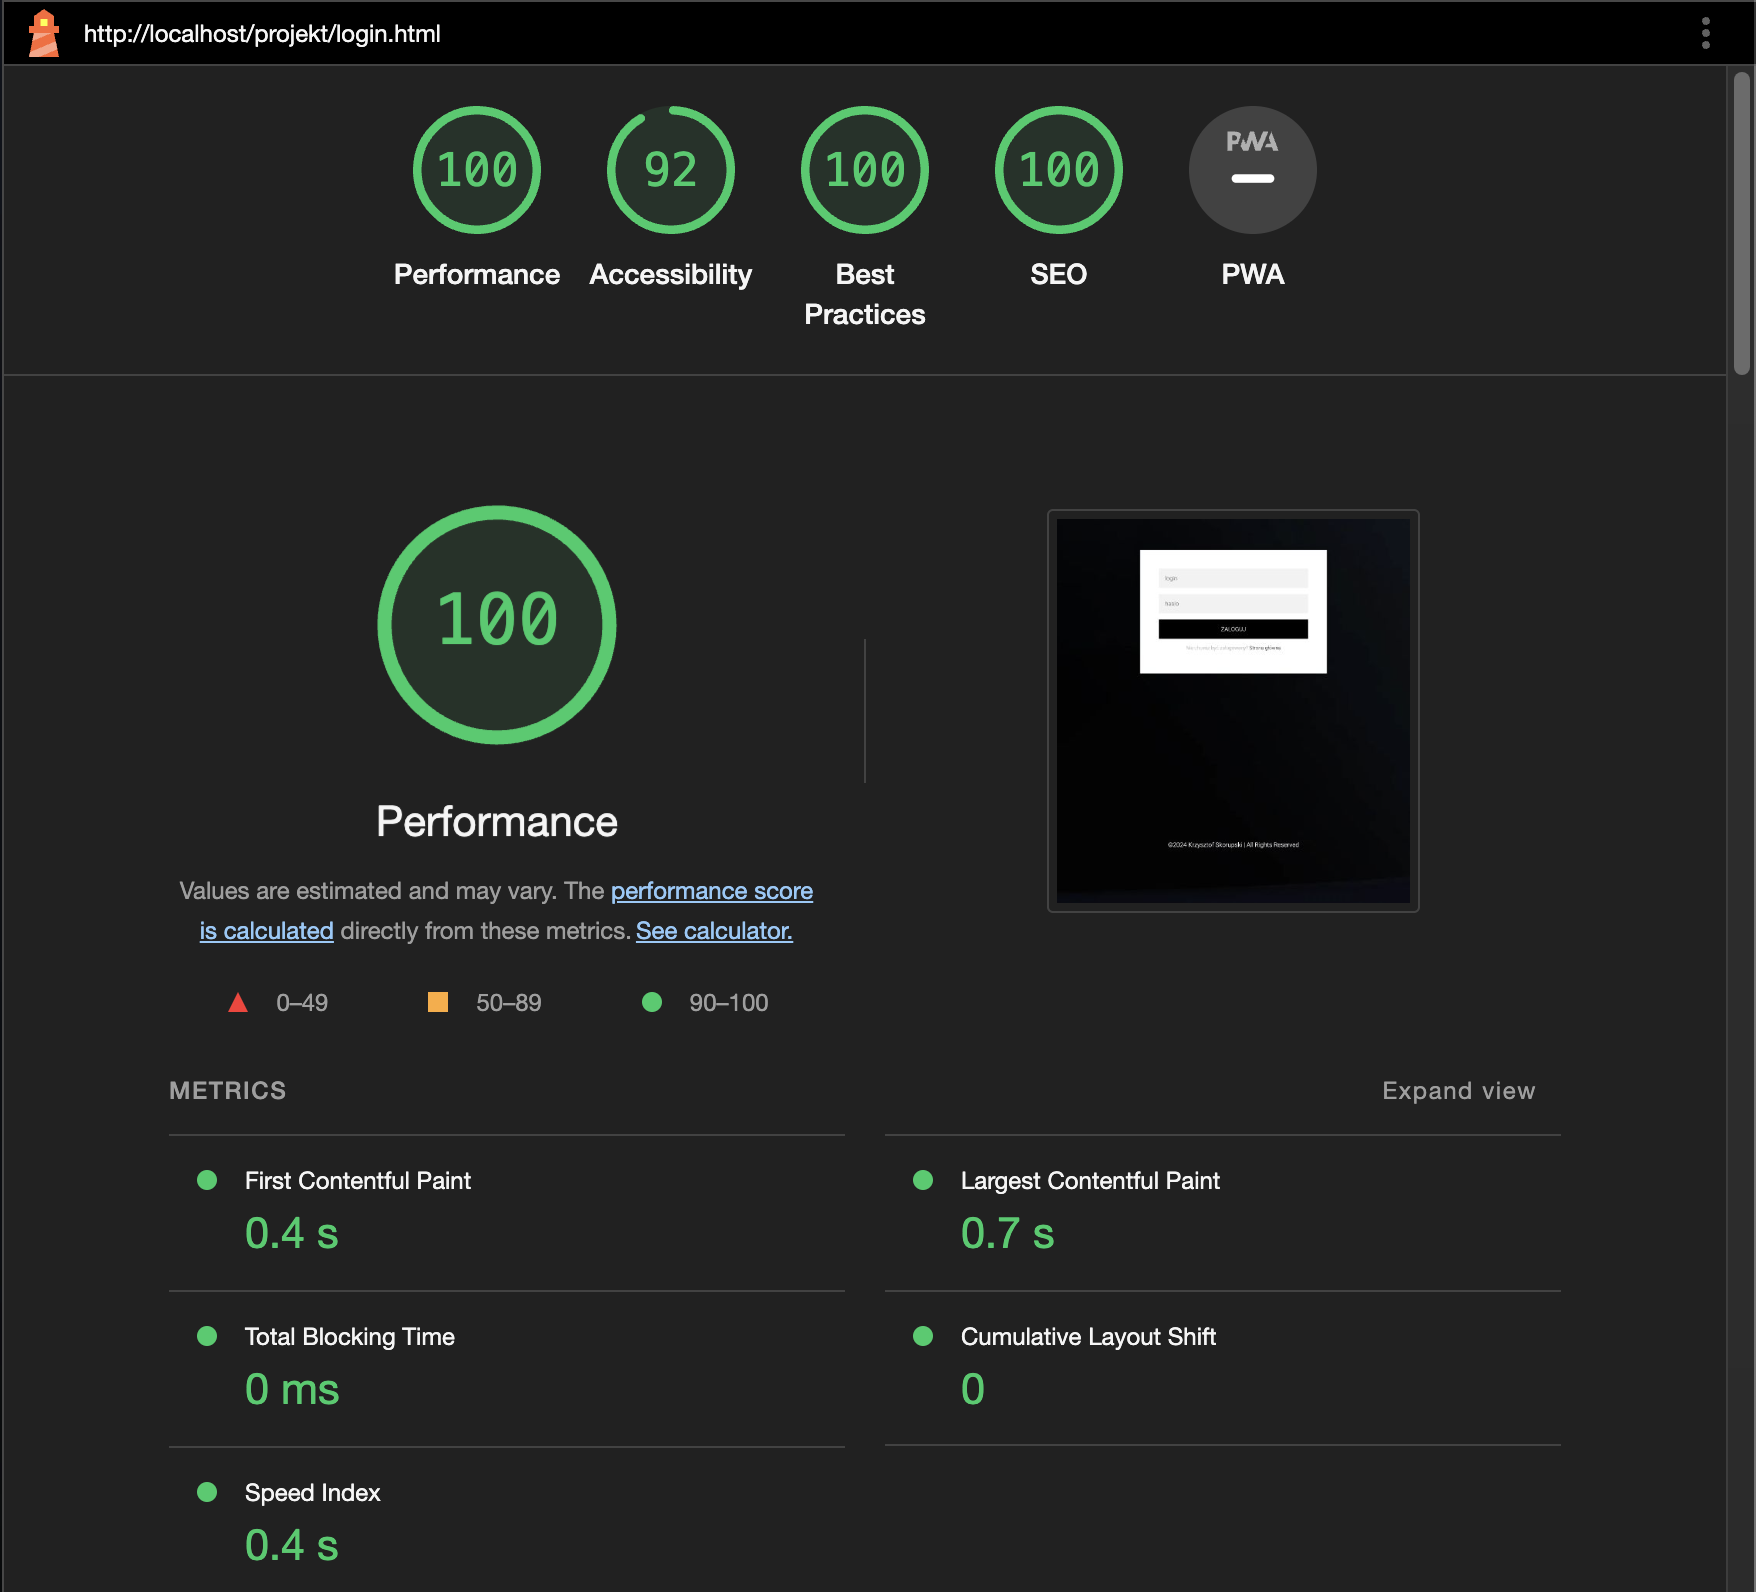 http://localhost/projekt/login.html
100
92
100
100
PWA
Performance
Accessibility
Best
Practices
SEO
PWA
100
Performance
Values are estimated and may vary. The performance score
is calculated directly from these metrics. See calculator.
0–49
50–89
90–100
login
hasło
ZALOGUJ
Strona główna
©2024 Krzysztof Skorupski | All Rights Reserved
METRICS
Expand view
First Contentful Paint
0.4 s
Largest Contentful Paint
0.7 s
Total Blocking Time
0 ms
Cumulative Layout Shift
0
Speed Index
0.4 s